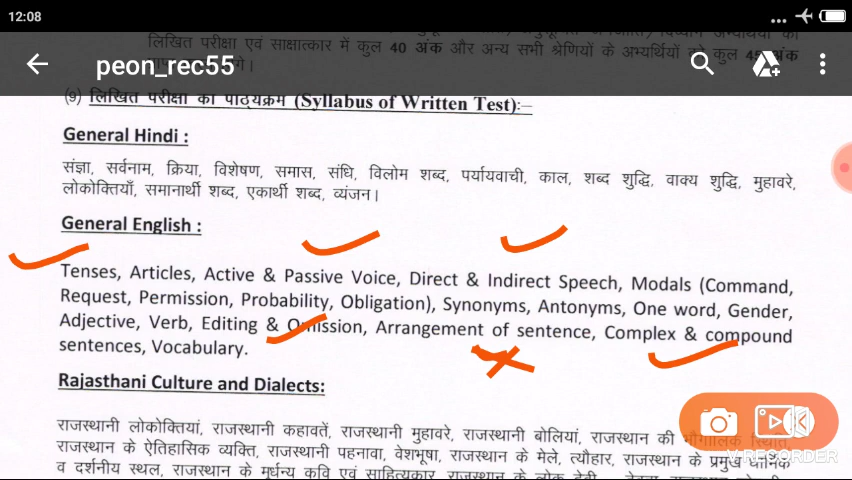 12:08
लिखित परीक्षा एवं साक्षात्कार में कुल 40 अंक और अन्य सभी श्रेणियों के अभ्यर्थियों को कुल 45 अंक
peon_rec55
(9) लिखित परीक्षा का पाठ्यक्रम (Syllabus of Written Test):–
General Hindi :
संज्ञा, सर्वनाम, क्रिया, विशेषण, समास, संधि, विलोम शब्द, पर्यायवाची, काल, शब्द शुद्धि, वाक्य शुद्धि, मुहावरे,
लोकोक्तियाँ, समानार्थी शब्द, एकार्थी शब्द, व्यंजन।
General English :
Tenses, Articles, Active & Passive Voice, Direct & Indirect Speech, Modals (Command,
Request, Permission, Probability, Obligation), Synonyms, Antonyms, One word, Gender,
Adjective, Verb, Editing & Omission, Arrangement of sentence, Complex & compound
sentences, Vocabulary.
Rajasthani Culture and Dialects:
राजस्थानी लोकोक्तियां, राजस्थानी कहावतें, राजस्थानी मुहावरे, राजस्थानी बोलियां, राजस्थान की भौगोलिक स्थिति,
राजस्थान के ऐतिहासिक व्यक्ति, राजस्थानी पहनावा, वेशभूषा, राजस्थान के मेले, त्यौहार, राजस्थान के प्रमुख धार्मिक
व दर्शनीय स्थल, राजस्थान के मूर्धन्य कवि एवं साहित्यकार, राजस्थान के लोक देवी
V RECORDER